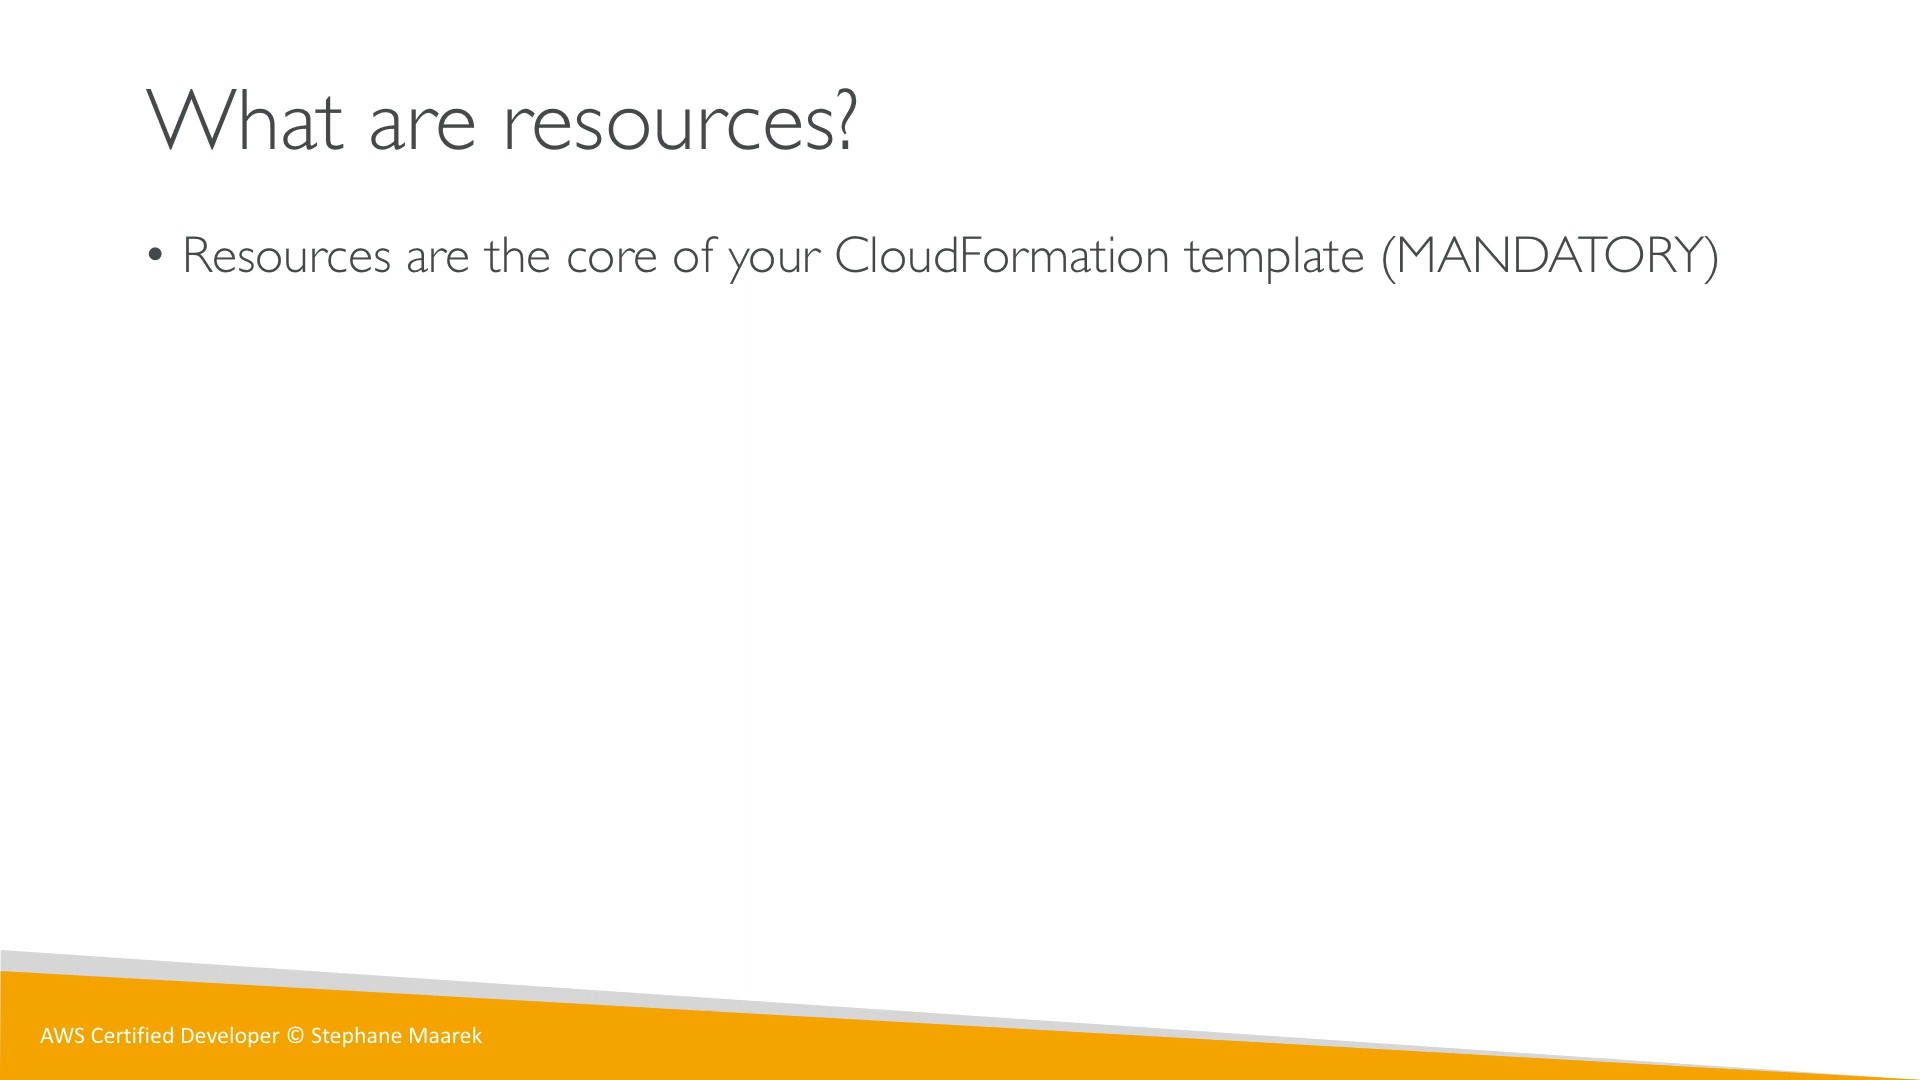 What are resources?
• Resources are the core of your CloudFormation template (MANDATORY)
AWS Certified Developer © Stephane Maarek